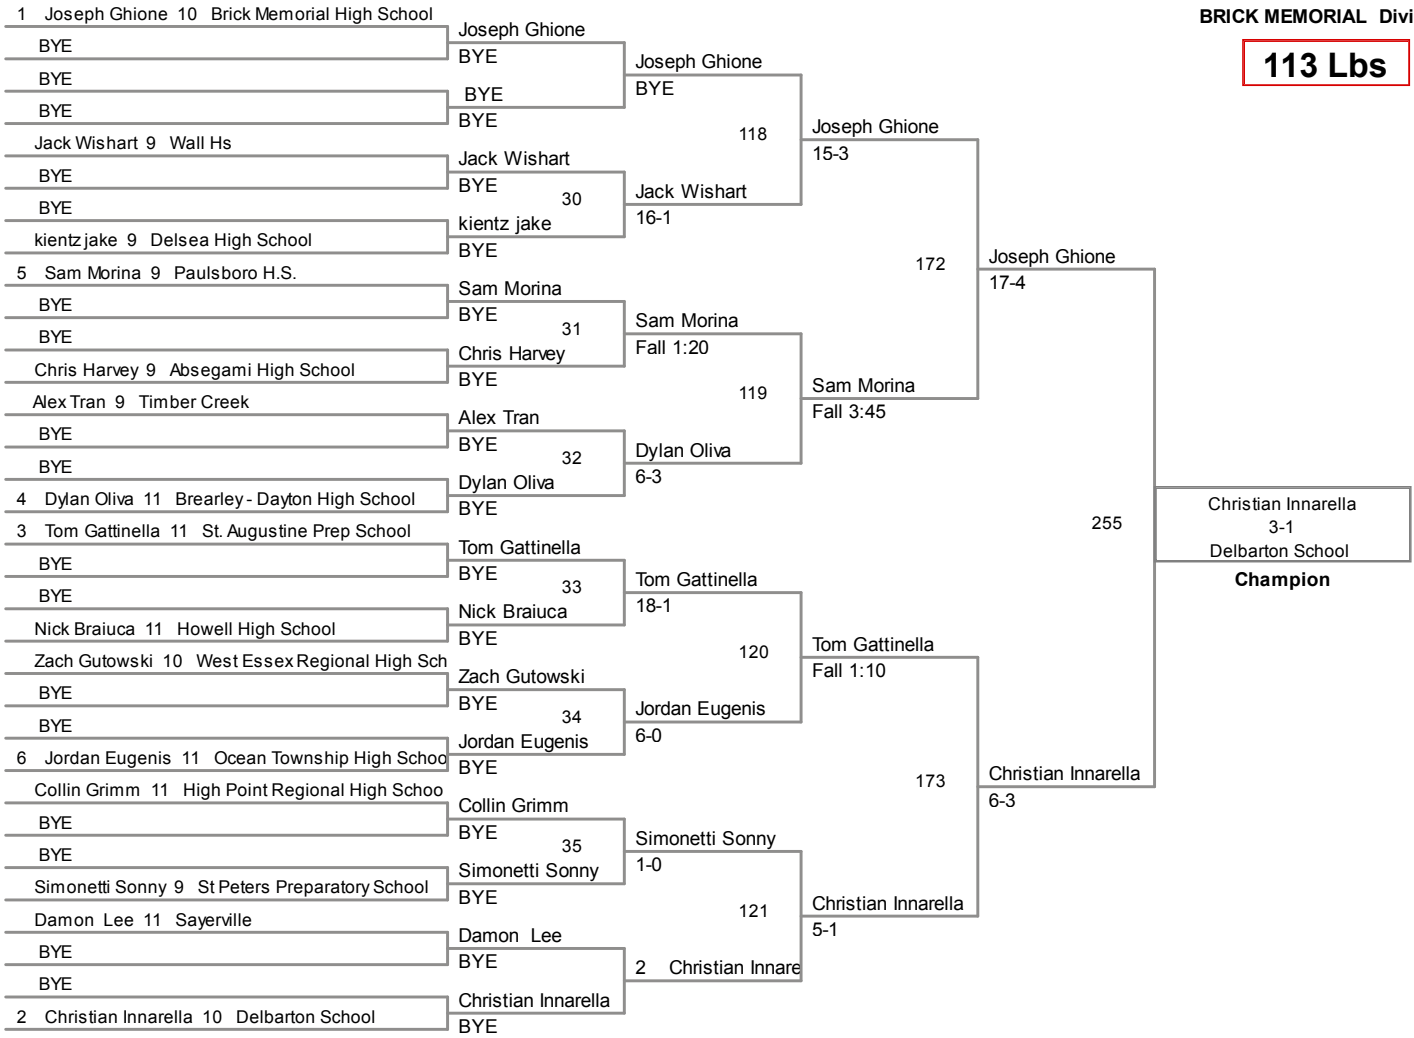 BRICK MEMORIAL Divi
113 Lbs
1 Joseph Ghione 10 Brick Memorial High School
BYE
BYE
BYE
Jack Wishart 9 Wall Hs
BYE
BYE
kientz jake 9 Delsea High School
5 Sam Morina 9 Paulsboro H.S.
BYE
BYE
Chris Harvey 9 Absegami High School
Alex Tran 9 Timber Creek
BYE
BYE
4 Dylan Oliva 11 Brearley - Dayton High School
3 Tom Gattinella 11 St. Augustine Prep School
BYE
BYE
Nick Braiuca 11 Howell High School
Zach Gutowski 10 West Essex Regional High Sch
BYE
BYE
6 Jordan Eugenis 11 Ocean Township High Schoo
Collin Grimm 11 High Point Regional High Schoo
BYE
BYE
Simonetti Sonny 9 St Peters Preparatory School
Damon Lee 11 Sayerville
BYE
BYE
2 Christian Innarella 10 Delbarton School
Joseph Ghione
BYE
BYE
BYE
Jack Wishart
BYE
30
kientz jake
BYE
Sam Morina
BYE
31
Chris Harvey
BYE
Alex Tran
BYE
32
Dylan Oliva
BYE
Tom Gattinella
BYE
33
Nick Braiuca
BYE
Zach Gutowski
BYE
34
Jordan Eugenis
BYE
Collin Grimm
BYE
35
Simonetti Sonny
BYE
Damon Lee
BYE
Christian Innarella
BYE
Joseph Ghione
BYE
118
Jack Wishart
16-1
Sam Morina
Fall 1:20
119
Dylan Oliva
6-3
Tom Gattinella
18-1
120
Jordan Eugenis
6-0
Simonetti Sonny
1-0
121
2 Christian Innare
Joseph Ghione
15-3
172
Sam Morina
Fall 3:45
Tom Gattinella
Fall 1:10
173
Christian Innarella
5-1
Joseph Ghione
17-4
255
Christian Innarella
6-3
Christian Innarella
3-1
Delbarton School
Champion